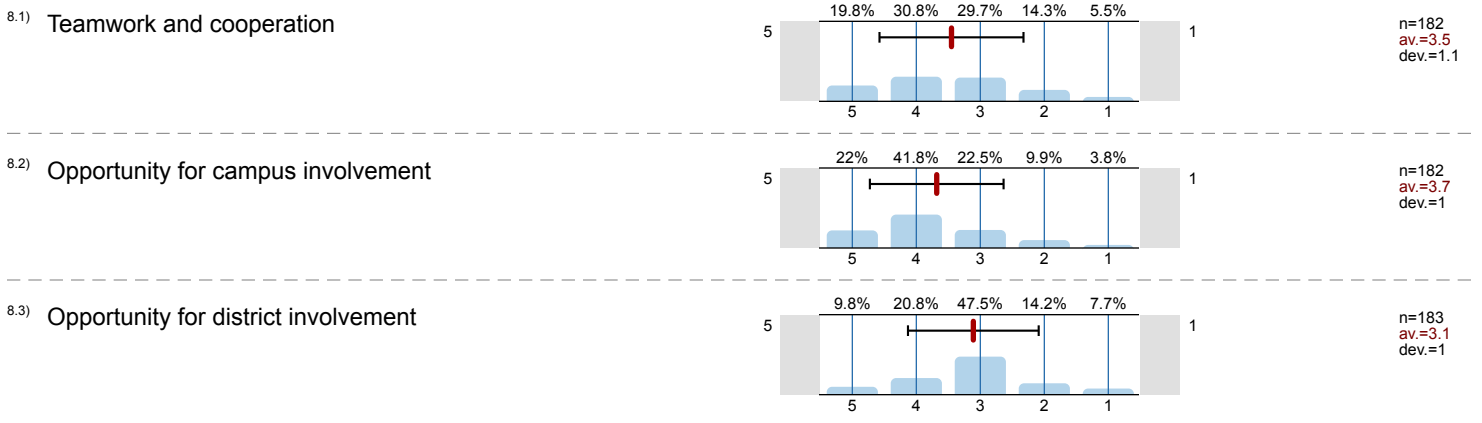 8.1) Teamwork and cooperation
19.8% 30.8% 29.7% 14.3% 5.5%
5 1
n=182
av.=3.5
dev.=1.1
5 4 3 2 1
8.2) Opportunity for campus involvement
22% 41.8% 22.5% 9.9% 3.8%
5 1
n=182
av.=3.7
dev.=1
5 4 3 2 1
8.3) Opportunity for district involvement
9.8% 20.8% 47.5% 14.2% 7.7%
5 1
n=183
av.=3.1
dev.=1
5 4 3 2 1